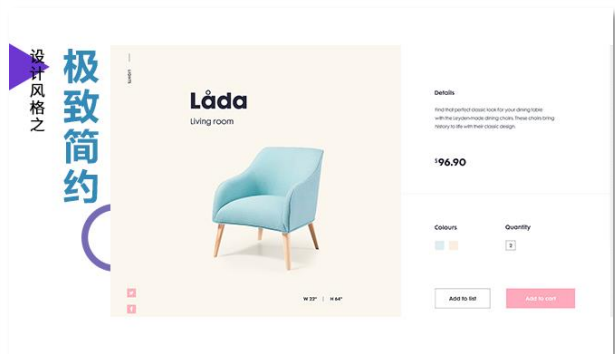 设计风格之
极致简约
Låda
Living room
W 22" | H 64"
Details
Find that perfect classic look for your dining table
with the Leyden-made dining chairs. These chairs bring
history to life with their classic design.
$96.90
Colours
Quantity
Add to list
Add to cart